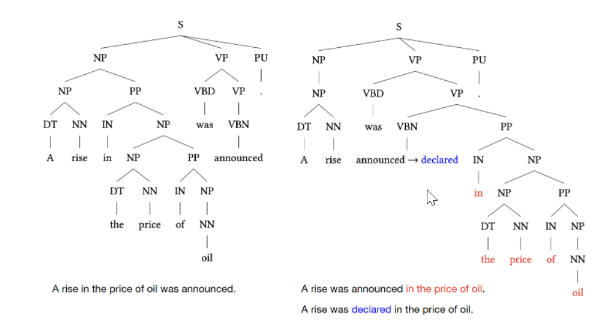 S S
NP VP PU NP VP PU
NP PP VBD VP . NP VBD VP .
DT NN IN NP was VBN DT NN was VBN PP
A rise in NP PP announced A rise announced → declared IN NP
DT NN IN NP in NP PP
the price of NN DT NN IN NP
oil the price of NN
oil
A rise in the price of oil was announced. A rise was announced in the price of oil.
A rise was declared in the price of oil.